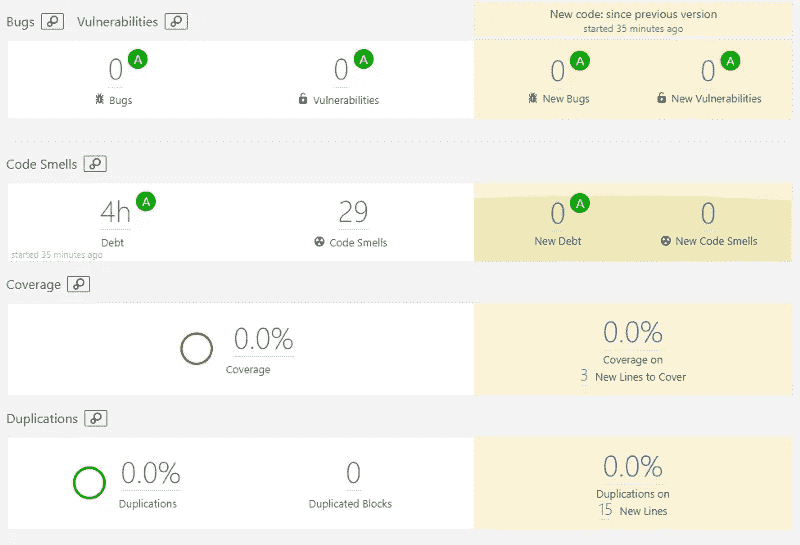 Bugs Vulnerabilities
New code: since previous version
started 35 minutes ago
0 A
Bugs
0 A
Vulnerabilities
0 A
New Bugs
0 A
New Vulnerabilities
Code Smells
4h A
Debt
started 35 minutes ago
29
Code Smells
0 A
New Debt
0
New Code Smells
Coverage
0.0%
Coverage
0.0%
Coverage on
3 New Lines to Cover
Duplications
0.0%
Duplications
0
Duplicated Blocks
0.0%
Duplications on
15 New Lines